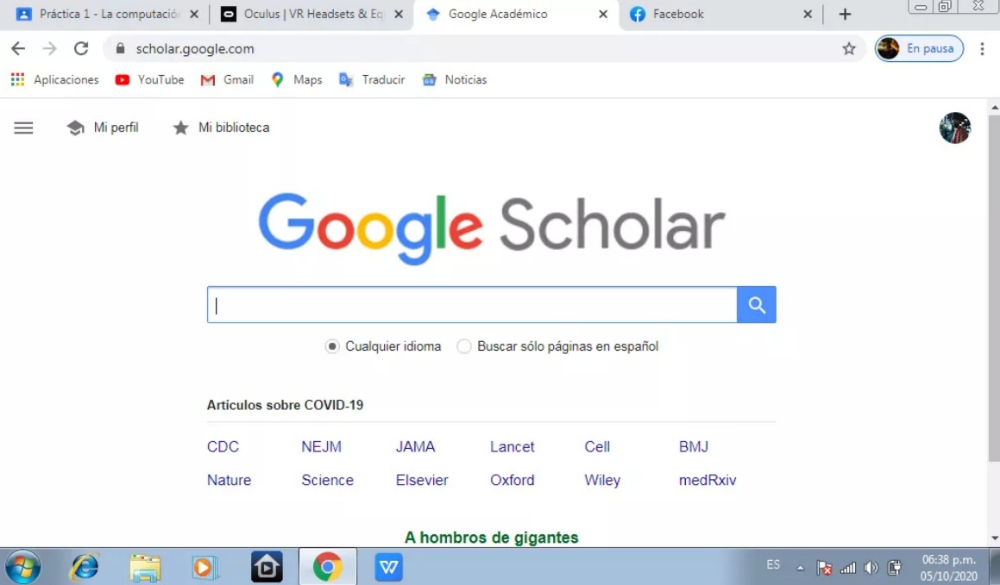 Práctica 1 - La computació
Oculus | VR Headsets & Eq
Google Académico
Facebook
scholar.google.com
En pausa
Aplicaciones
YouTube
Gmail
Maps
Traducir
Noticias
Mi perfil
Mi biblioteca
Google Scholar
Cualquier idioma
Buscar sólo páginas en español
Artículos sobre COVID-19
CDC NEJM JAMA Lancet Cell BMJ
Nature Science Elsevier Oxford Wiley medRxiv
A hombros de gigantes
ES
06:38 p.m.
05/10/2020